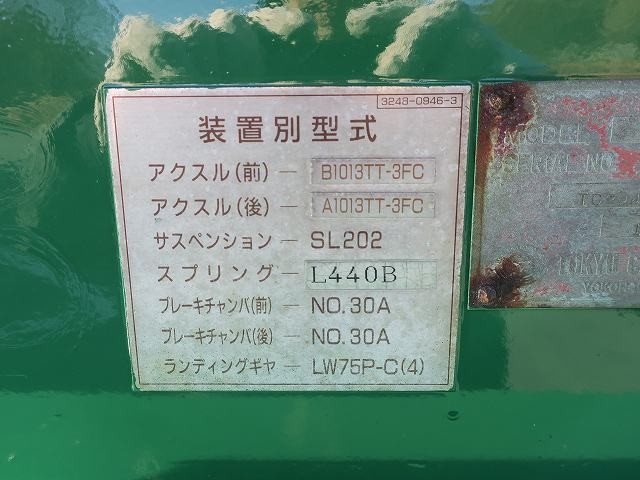 3248-0946-3
装置別型式
アクスル(前) — B1013TT-3FC
アクスル(後) — A1013TT-3FC
サスペンション — SL202
スプリング — L440B
ブレーキチャンバ(前) — NO.30A
ブレーキチャンバ(後) — NO.30A
ランディングギヤ — LW75P-C(4)
MODEL
SERIAL NO.
TOKYU